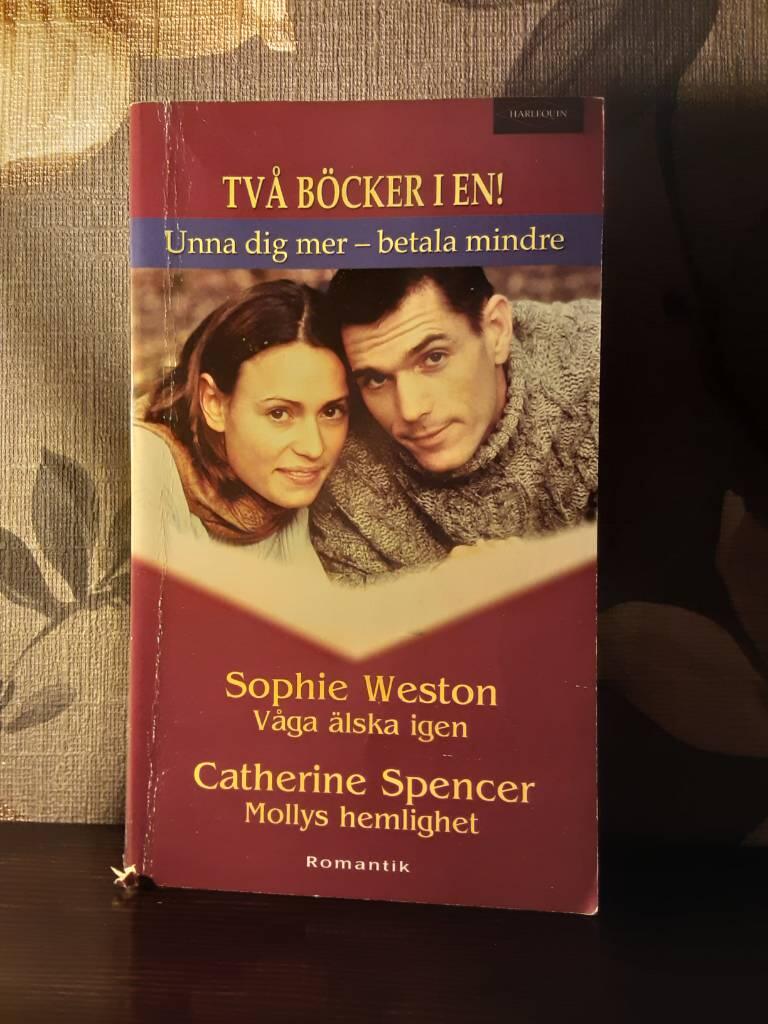 HARLEQUIN
TVÅ BÖCKER I EN!
Unna dig mer – betala mindre
Sophie Weston
Våga älska igen
Catherine Spencer
Mollys hemlighet
Romantik